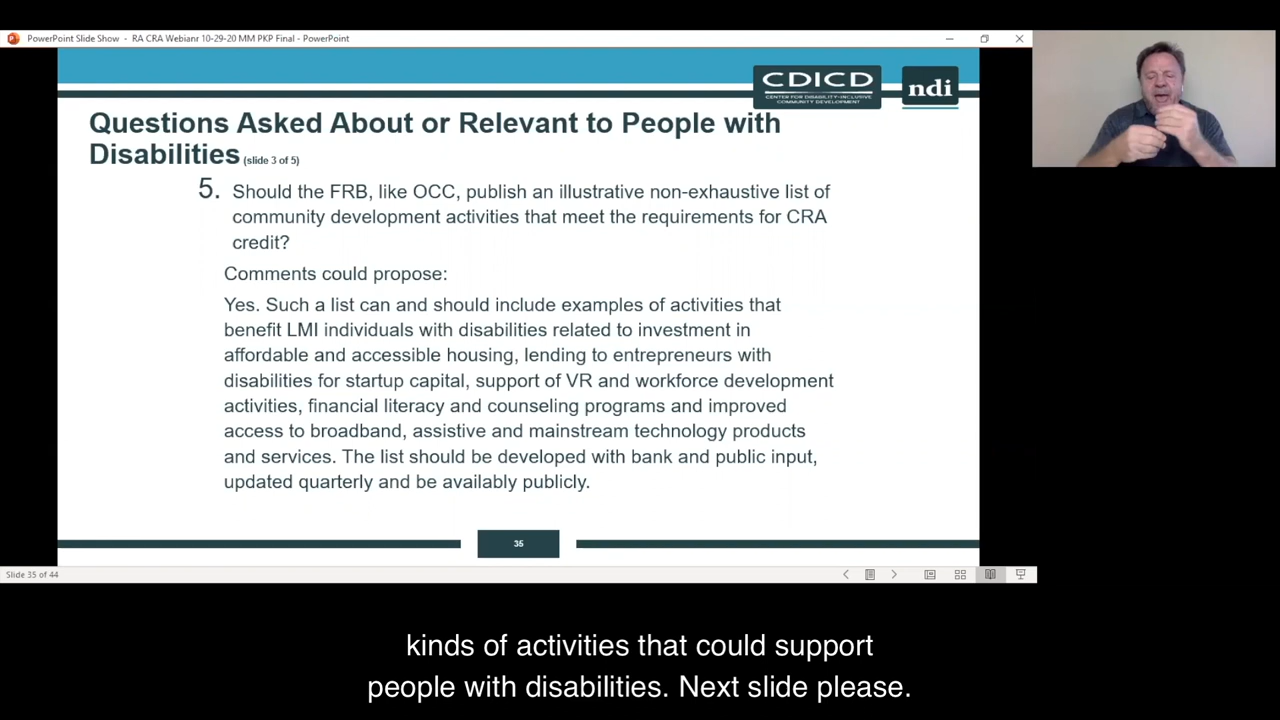 PowerPoint Slide Show - RA CRA Webianr 10-29-20 MM PKP Final - PowerPoint
CDICD
CENTER FOR DISABILITY-INCLUSIVE
COMMUNITY DEVELOPMENT
ndi
Questions Asked About or Relevant to People with
Disabilities (slide 3 of 5)
5. Should the FRB, like OCC, publish an illustrative non-exhaustive list of
community development activities that meet the requirements for CRA
credit?
Comments could propose:
Yes. Such a list can and should include examples of activities that
benefit LMI individuals with disabilities related to investment in
affordable and accessible housing, lending to entrepreneurs with
disabilities for startup capital, support of VR and workforce development
activities, financial literacy and counseling programs and improved
access to broadband, assistive and mainstream technology products
and services. The list should be developed with bank and public input,
updated quarterly and be availably publicly.
35
Slide 35 of 44
kinds of activities that could support
people with disabilities. Next slide please.